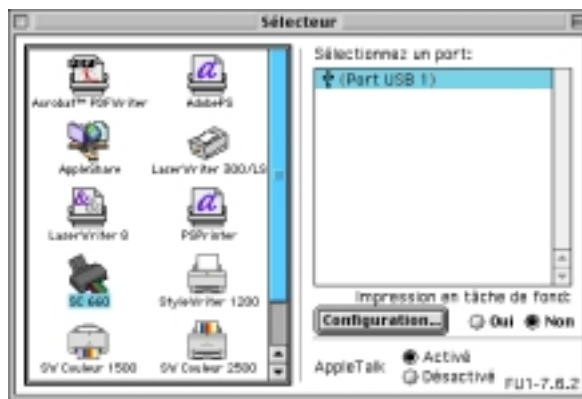 Sélecteur
Acrobat™ PDFWriter
AdobePS
AppleShare
LaserWriter 300/LS
LaserWriter 8
PSPrinter
SC 660
StyleWriter 1200
SW Couleur 1500
SW Couleur 2500
Sélectionnez un port:
(Port USB 1)
Impression en tâche de fond:
Configuration...
Oui
Non
AppleTalk
Activé
Désactivé
FU1-7.6.2